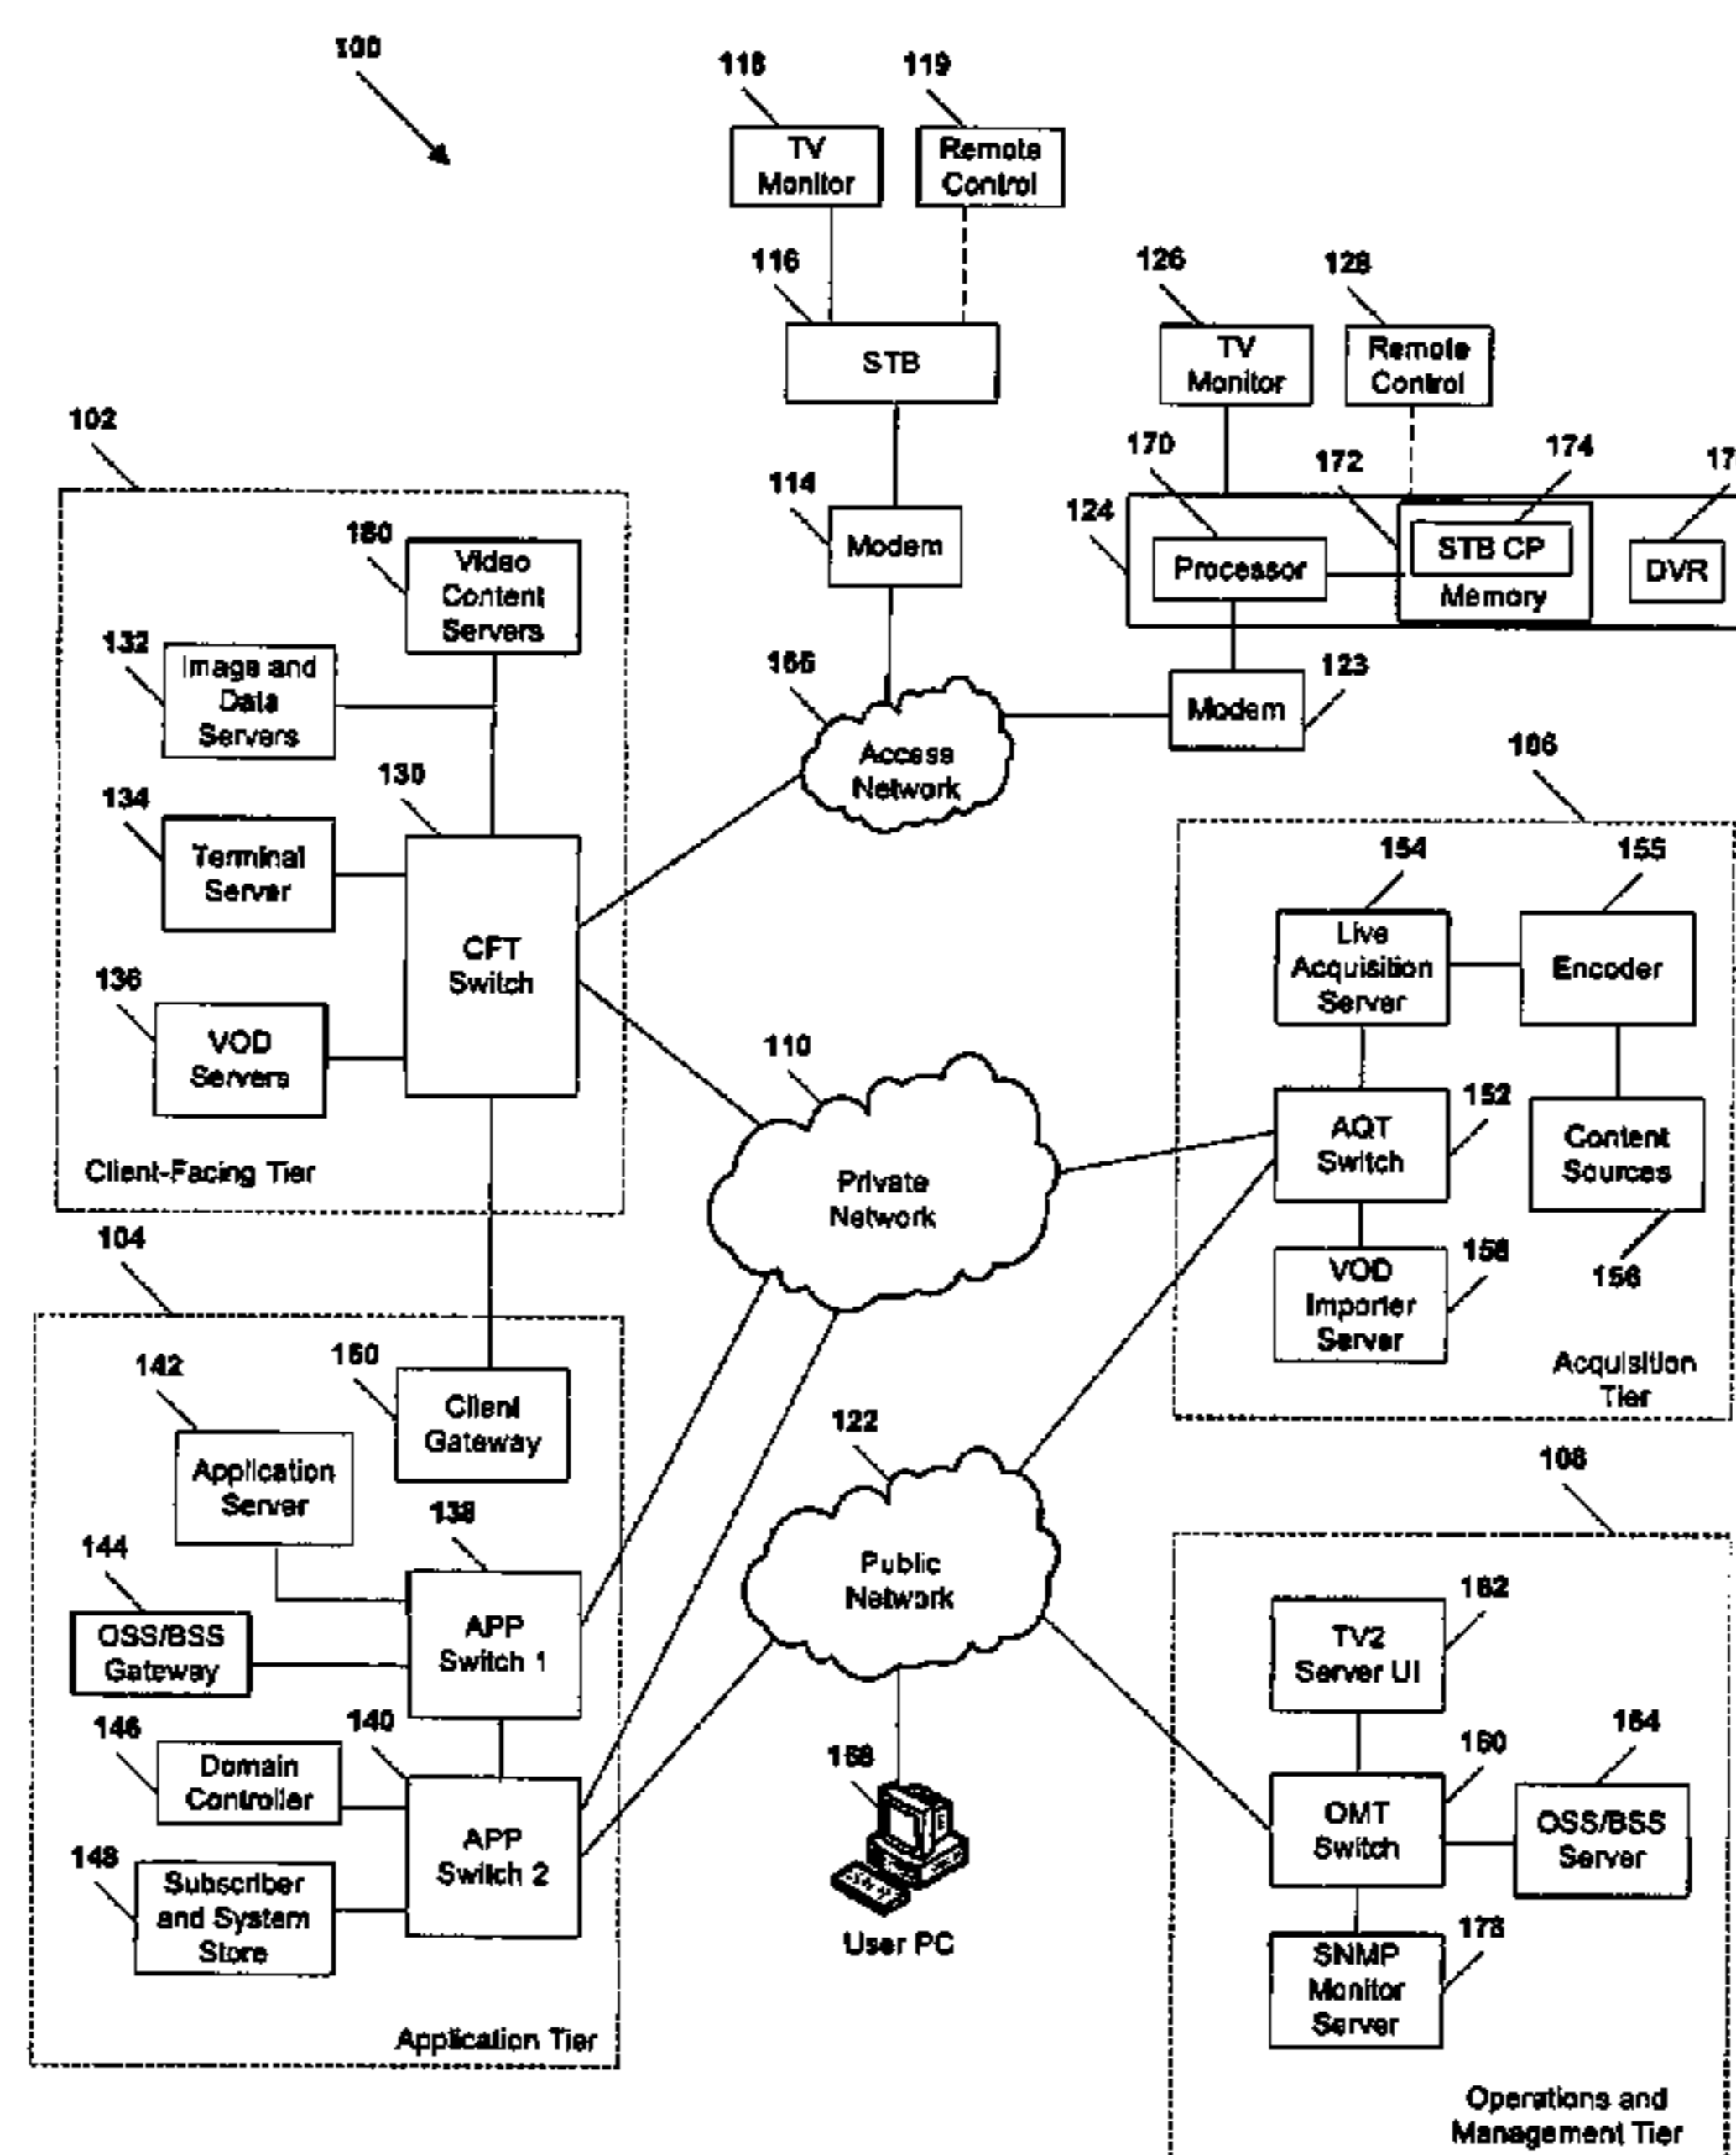 100
118
119
TV
Monitor
Remote
Control
116
STB
126
128
TV
Monitor
Remote
Control
102
114
Modem
124
170
172
174
17
Processor
STB CP
Memory
DVR
180
Video
Content
Servers
132
Image and
Data
Servers
166
Access
Network
Modem
123
134
Terminal
Server
130
CFT
Switch
136
VOD
Servers
Client-Facing Tier
106
154
155
Live
Acquisition
Server
Encoder
110
Private
Network
AQT
Switch
152
Content
Sources
156
VOD
Importer
Server
158
Acquisition
Tier
104
142
Application
Server
Client
Gateway
138
144
OSS/BSS
Gateway
APP
Switch 1
146
Domain
Controller
140
APP
Switch 2
148
Subscriber
and System
Store
Application Tier
122
Public
Network
168
User PC
108
TV2
Server UI
162
OMT
Switch
160
164
OSS/BSS
Server
SNMP
Monitor
Server
178
Operations and
Management Tier